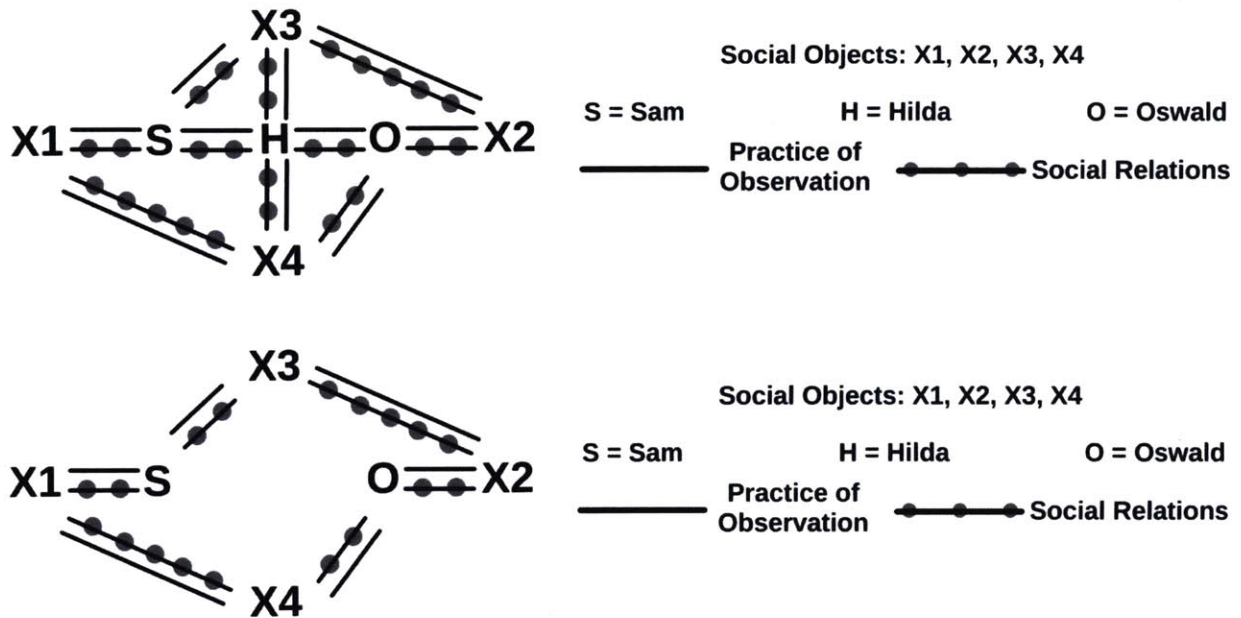 X3
X1 S H O X2
X4
Social Objects: X1, X2, X3, X4
S = Sam H = Hilda O = Oswald
Practice of
Observation
Social Relations
X3
X1 S O X2
X4
Social Objects: X1, X2, X3, X4
S = Sam H = Hilda O = Oswald
Practice of
Observation
Social Relations